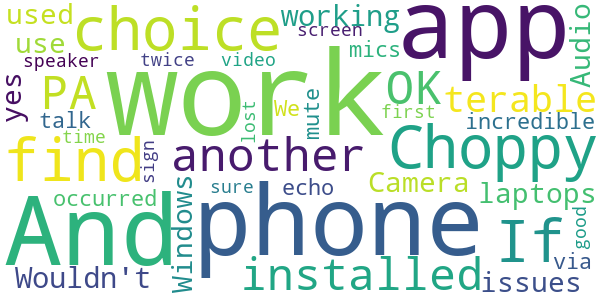 used
choice
working
app
Audio
use
speaker
twice
screen
video
mics
yes
PA
talk
time
work
lost
We
mute
OK
first
terable
incredible
find
sign
another
Choppy
And
occurred
Windows
sure
echo
Camera
laptops
good
phone
If
via
Wouldn't
installed
issues